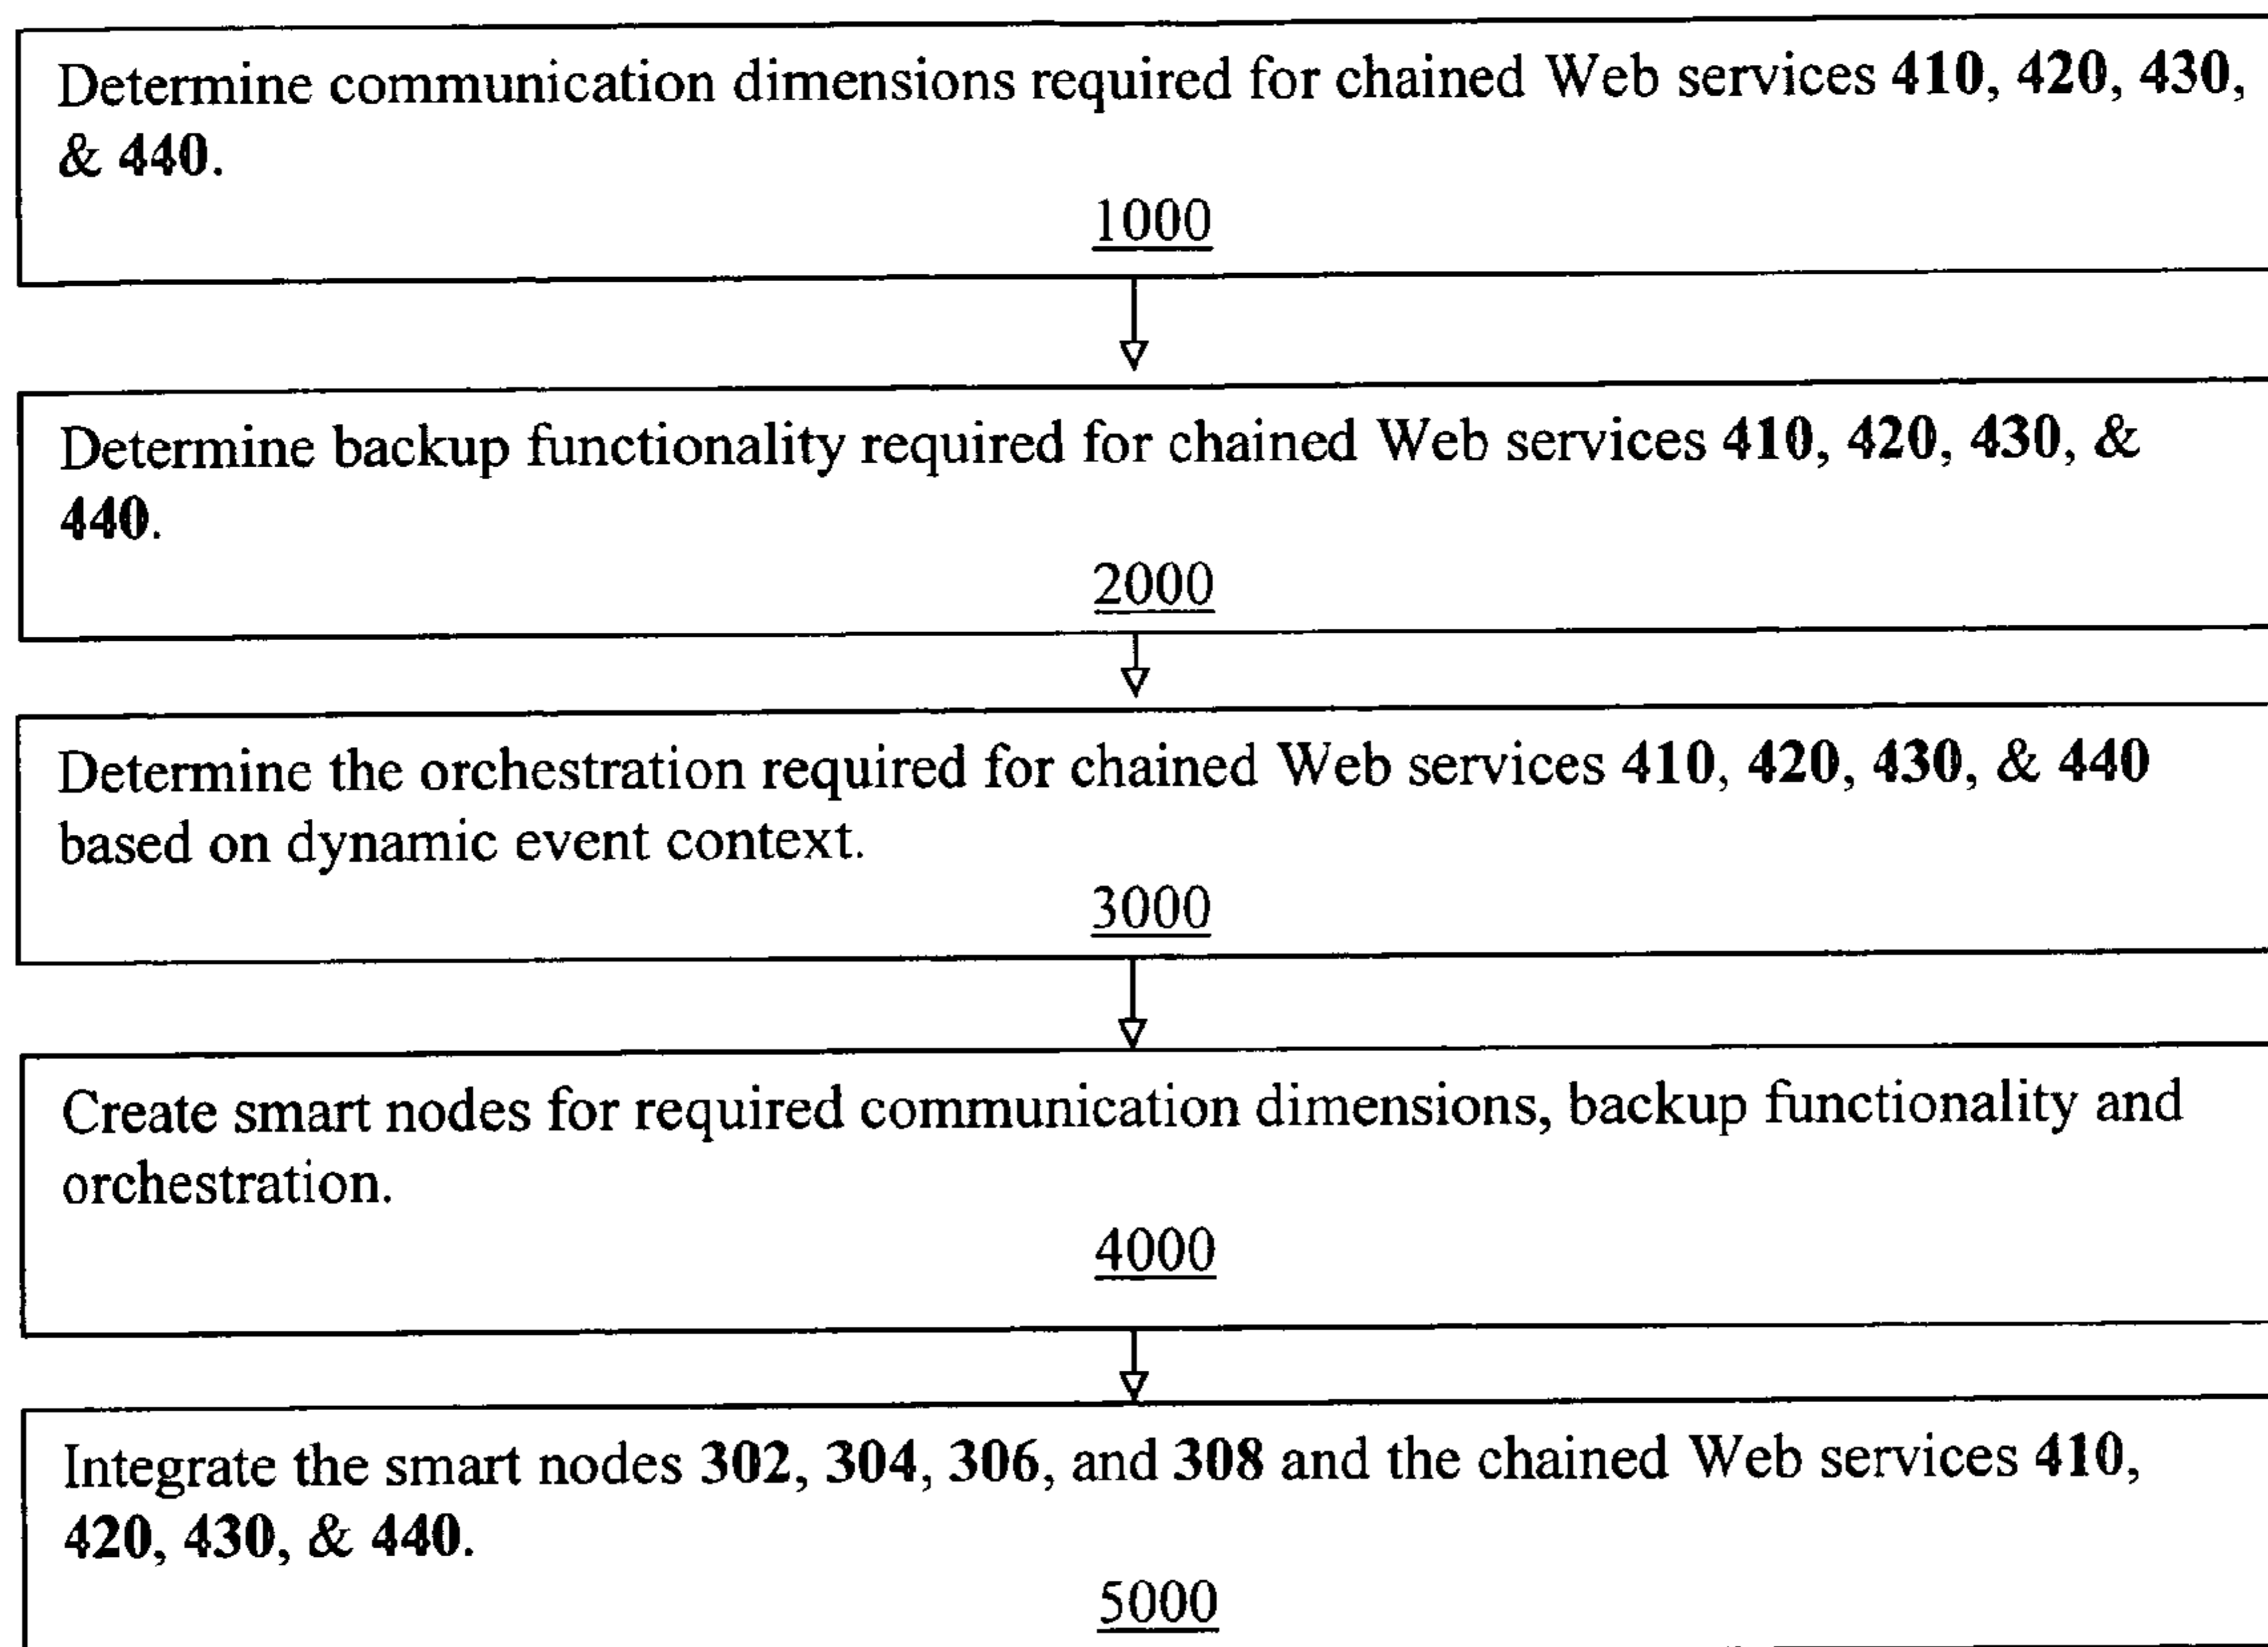 Determine communication dimensions required for chained Web services 410, 420, 430,
& 440.
1000
Determine backup functionality required for chained Web services 410, 420, 430, &
440.
2000
Determine the orchestration required for chained Web services 410, 420, 430, & 440
based on dynamic event context.
3000
Create smart nodes for required communication dimensions, backup functionality and
orchestration.
4000
Integrate the smart nodes 302, 304, 306, and 308 and the chained Web services 410,
420, 430, & 440.
5000